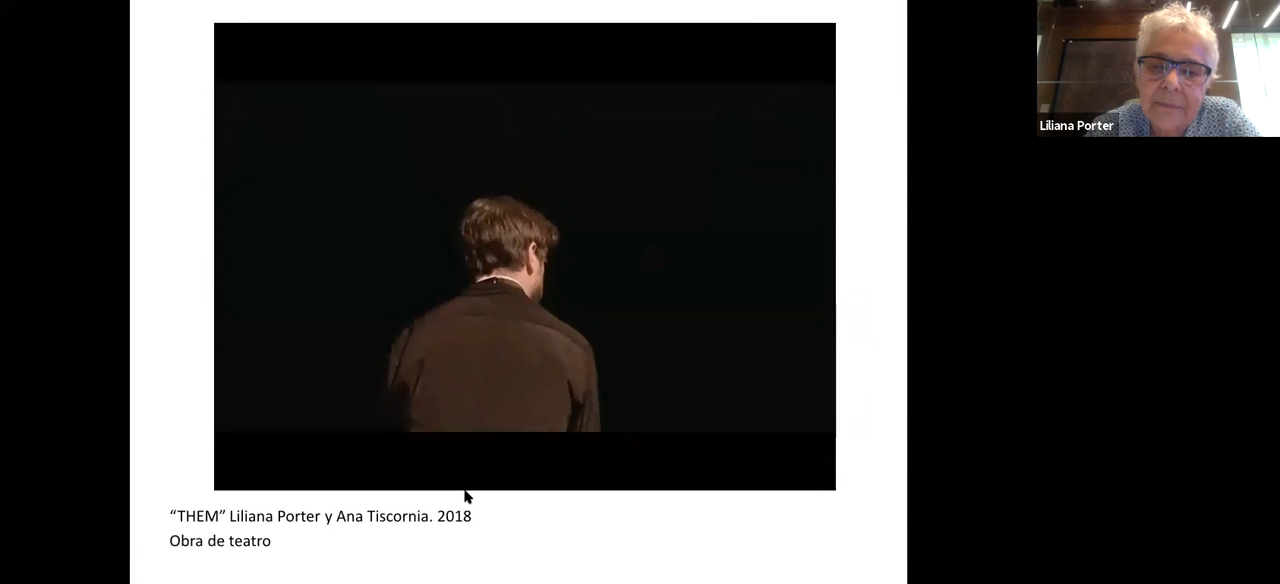 Liliana Porter
“THEM” Liliana Porter y Ana Tiscornia. 2018
Obra de teatro